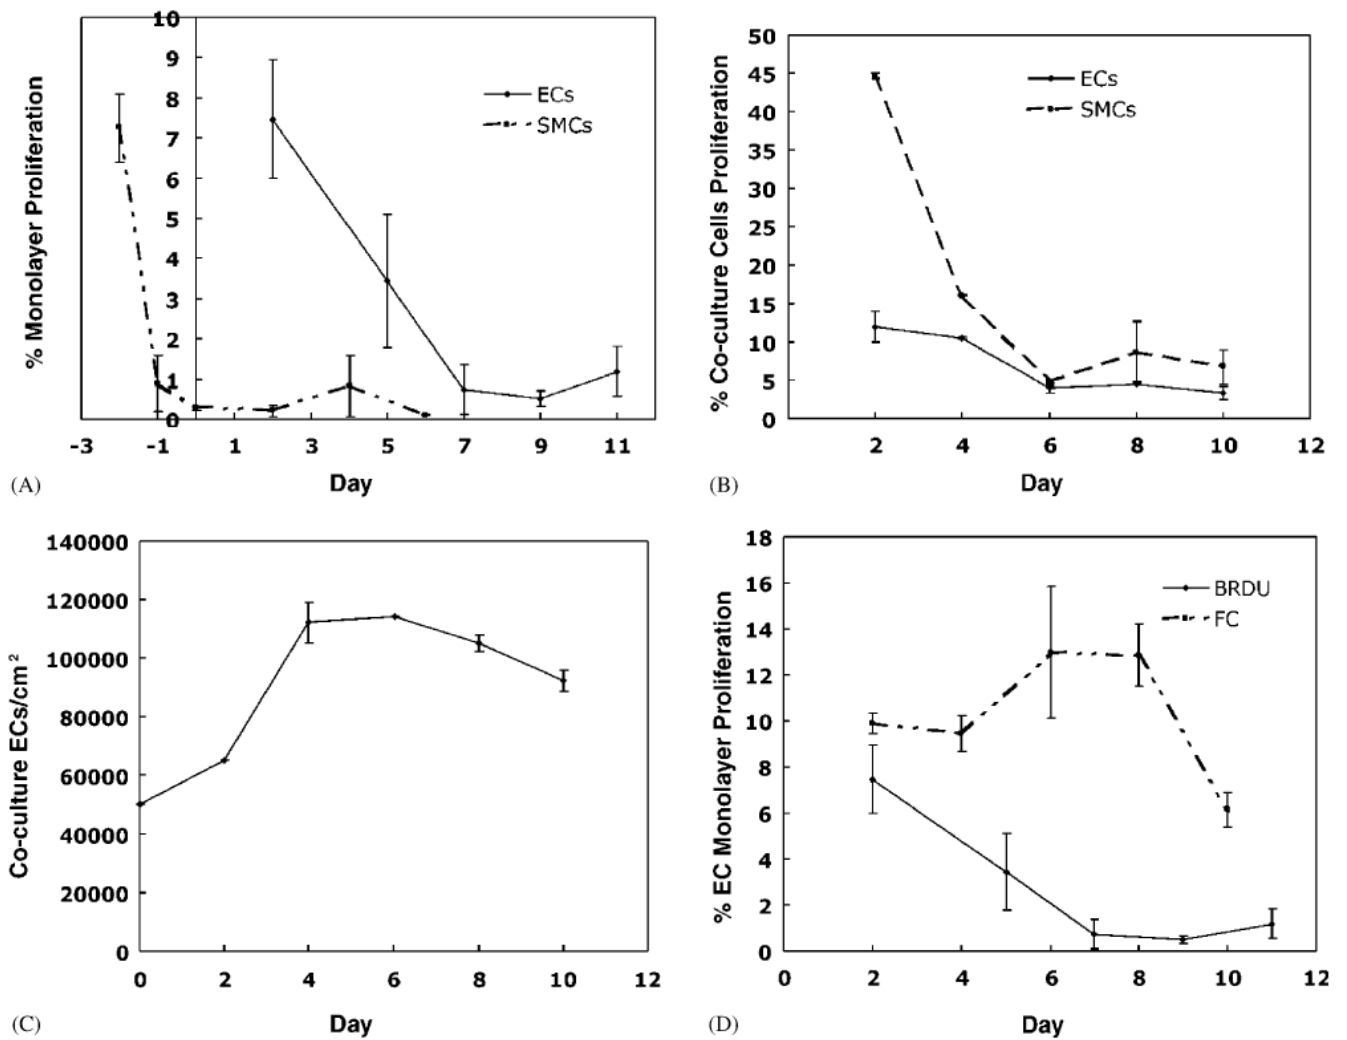 10
9
8
7
6
5
4
3
2
1
0
% Monolayer Proliferation
ECs
SMCs
-3 -1 1 3 5 7 9 11
Day
(A)
50
45
40
35
30
25
20
15
10
5
0
% Co-culture Cells Proliferation
ECs
SMCs
2 4 6 8 10 12
Day
(B)
140000
120000
100000
80000
60000
40000
20000
0
Co-culture ECs/cm²
0 2 4 6 8 10 12
Day
(C)
18
16
14
12
10
8
6
4
2
0
% EC Monolayer Proliferation
BRDU
FC
0 2 4 6 8 10 12
Day
(D)